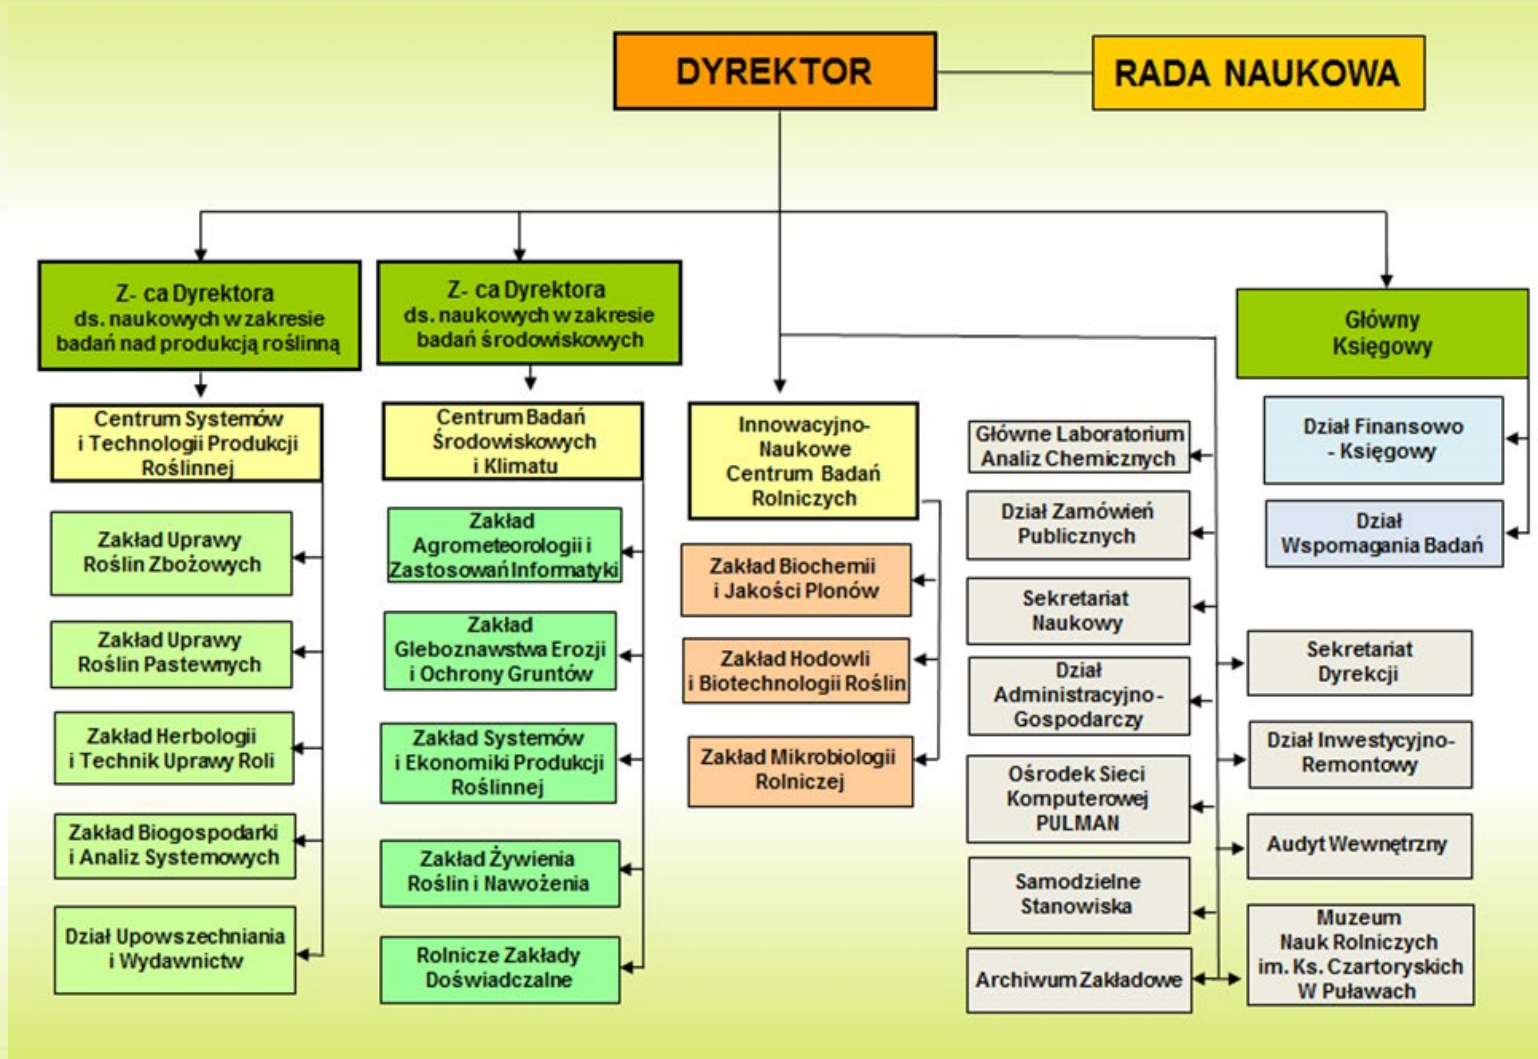 DYREKTOR
RADA NAUKOWA
Z- ca Dyrektora
ds. naukowych w zakresie
badań nad produkcją roślinną
Centrum Systemów
i Technologii Produkcji
Roślinnej
Zakład Uprawy
Roślin Zbożowych
Zakład Uprawy
Roślin Pastewnych
Zakład Herbologii
i Technik Uprawy Roli
Zakład Biogospodarki
i Analiz Systemowych
Dział Upowszechniania
i Wydawnictw
Z- ca Dyrektora
ds. naukowych w zakresie
badań środowiskowych
Centrum Badań
Środowiskowych
i Klimatu
Zakład
Agrometeorologii i
Zastosowań Informatyki
Zakład
Gleboznawstwa Erozji
i Ochrony Gruntów
Zakład Systemów
i Ekonomiki Produkcji
Roślinnej
Zakład Żywienia
Roślin i Nawożenia
Rolnicze Zakłady
Doświadczalne
Innowacyjno-
Naukowe
Centrum Badań
Rolniczych
Zakład Biochemii
i Jakości Plonów
Zakład Hodowli
i Biotechnologii Roślin
Zakład Mikrobiologii
Rolniczej
Główne Laboratorium
Analiz Chemicznych
Dział Zamówień
Publicznych
Sekretariat
Naukowy
Dział
Administracyjno-
Gospodarczy
Ośrodek Sieci
Komputerowej
PULMAN
Samodzielne
Stanowiska
Archiwum Zakładowe
Główny
Księgowy
Dział Finansowo
- Księgowy
Dział
Wspomagania Badań
Sekretariat
Dyrekcji
Dział Inwestycyjno-
Remontowy
Audyt Wewnętrzny
Muzeum
Nauk Rolniczych
im. Ks. Czartoryskich
W Puławach